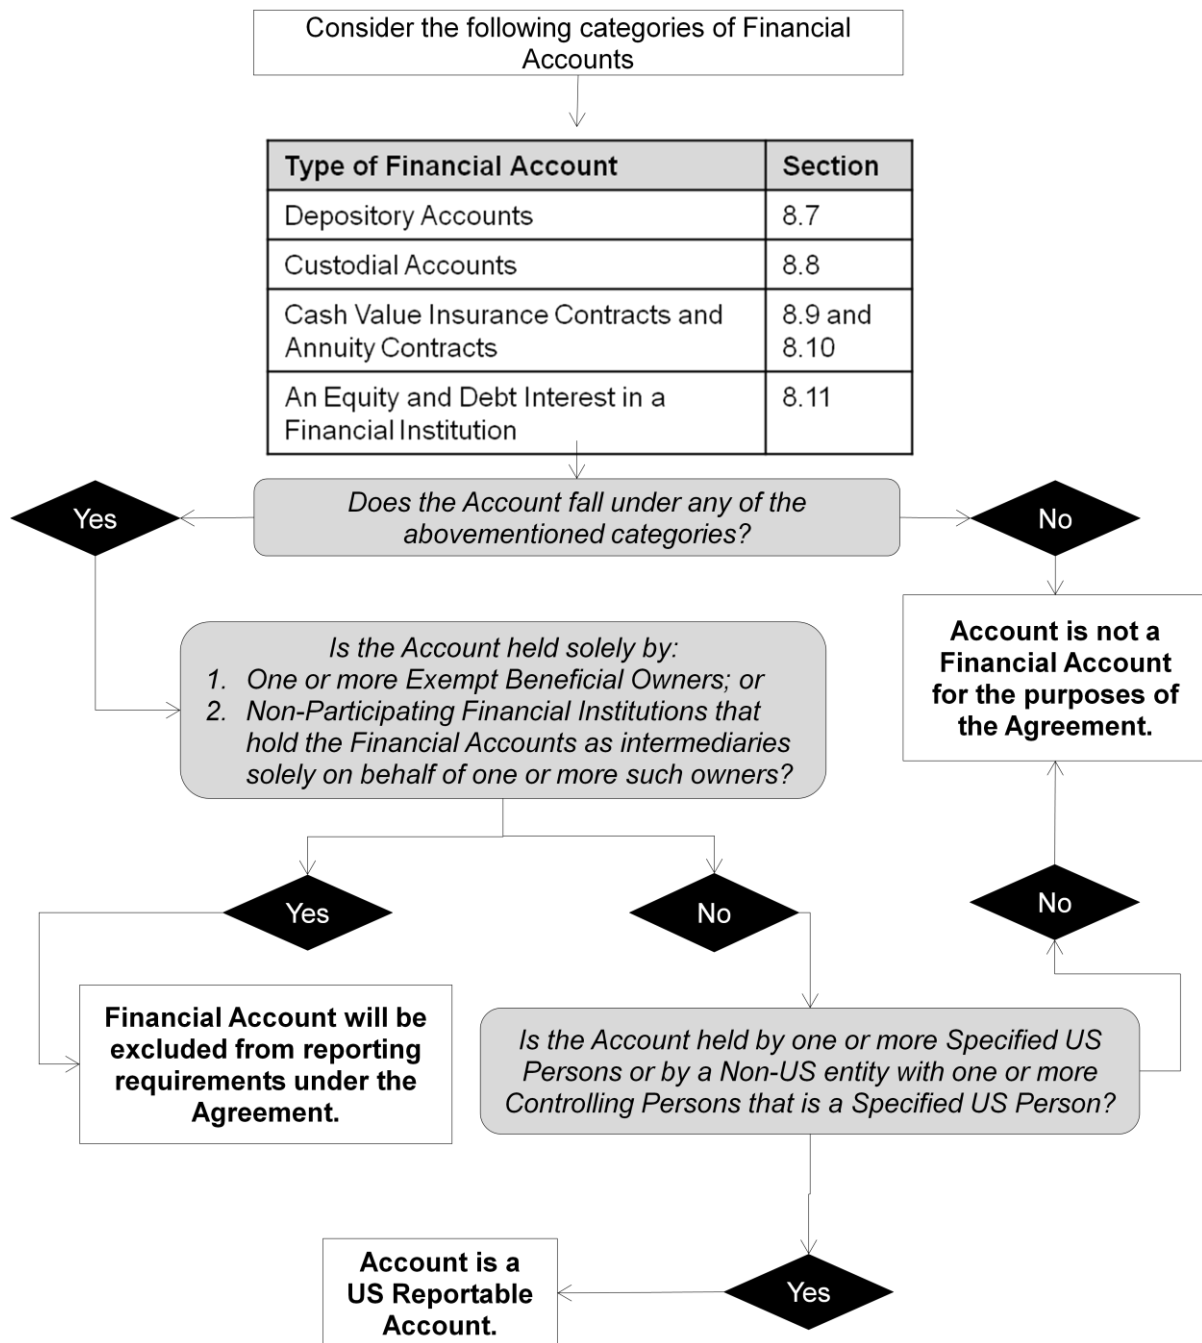 Consider the following categories of Financial
Accounts
Type of Financial Account Section
Depository Accounts 8.7
Custodial Accounts 8.8
Cash Value Insurance Contracts and 8.9 and
Annuity Contracts 8.10
An Equity and Debt Interest in a 8.11
Financial Institution
Yes
Does the Account fall under any of the
abovementioned categories?
No
Is the Account held solely by:
1. One or more Exempt Beneficial Owners; or
2. Non-Participating Financial Institutions that
hold the Financial Accounts as intermediaries
solely on behalf of one or more such owners?
Account is not a
Financial Account
for the purposes of
the Agreement.
Yes
No
No
Financial Account will be
excluded from reporting
requirements under the
Agreement.
Is the Account held by one or more Specified US
Persons or by a Non-US entity with one or more
Controlling Persons that is a Specified US Person?
Account is a
US Reportable
Account.
Yes